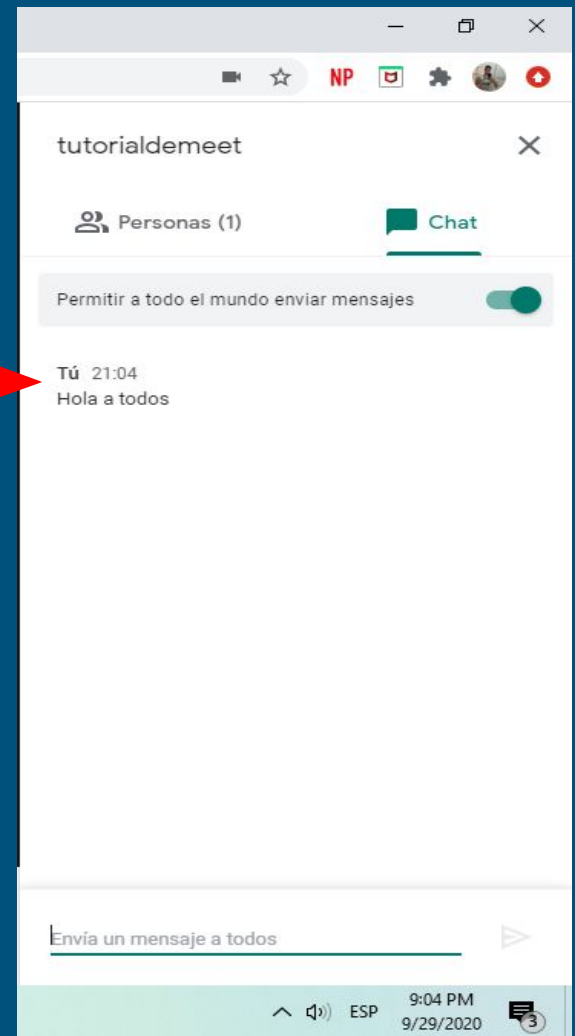 NP
tutorialdemeet
Personas (1)
Chat
Permitir a todo el mundo enviar mensajes
Tú 21:04
Hola a todos
Envía un mensaje a todos
ESP
9:04 PM
9/29/2020
3